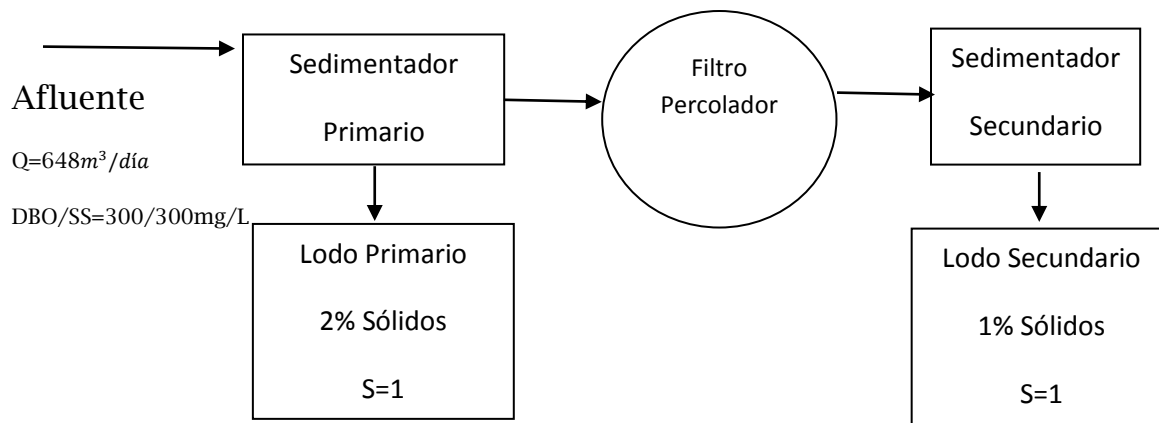 Afluente
Q=648m³/día
DBO/SS=300/300mg/L
Sedimentador
Primario
Filtro
Percolador
Sedimentador
Secundario
Lodo Primario
2% Sólidos
S=1
Lodo Secundario
1% Sólidos
S=1